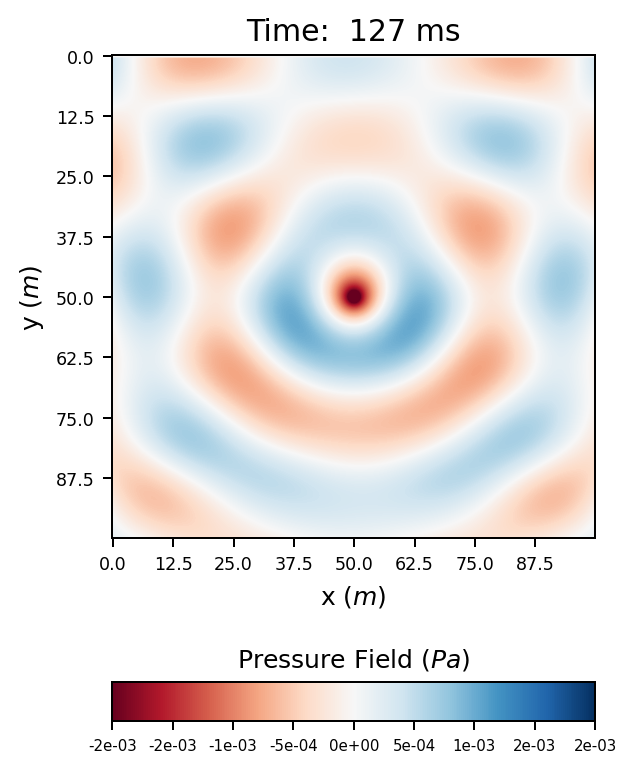 Time:  127 ms
0.0
12.5
25.0
37.5
50.0
62.5
75.0
87.5
y (m)
0.0 12.5 25.0 37.5 50.0 62.5 75.0 87.5
x (m)
Pressure Field (Pa)
-2e-03 -2e-03 -1e-03 -5e-04 0e+00 5e-04 1e-03 2e-03 2e-03